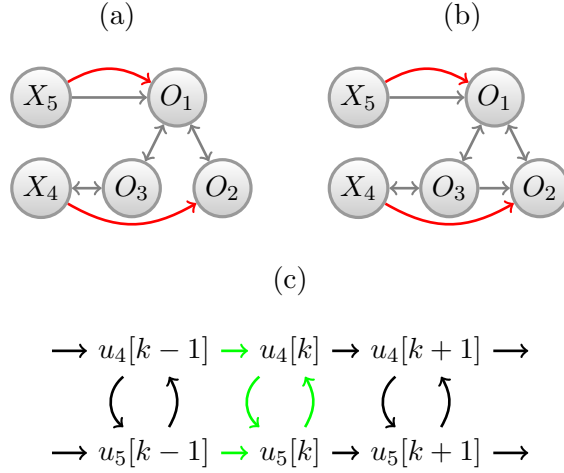 (a) (b)
X₅ O₁ X₅ O₁
X₄ O₃ O₂ X₄ O₃ O₂
(c)
u₄[k − 1] u₄[k] u₄[k + 1]
u₅[k − 1] u₅[k] u₅[k + 1]